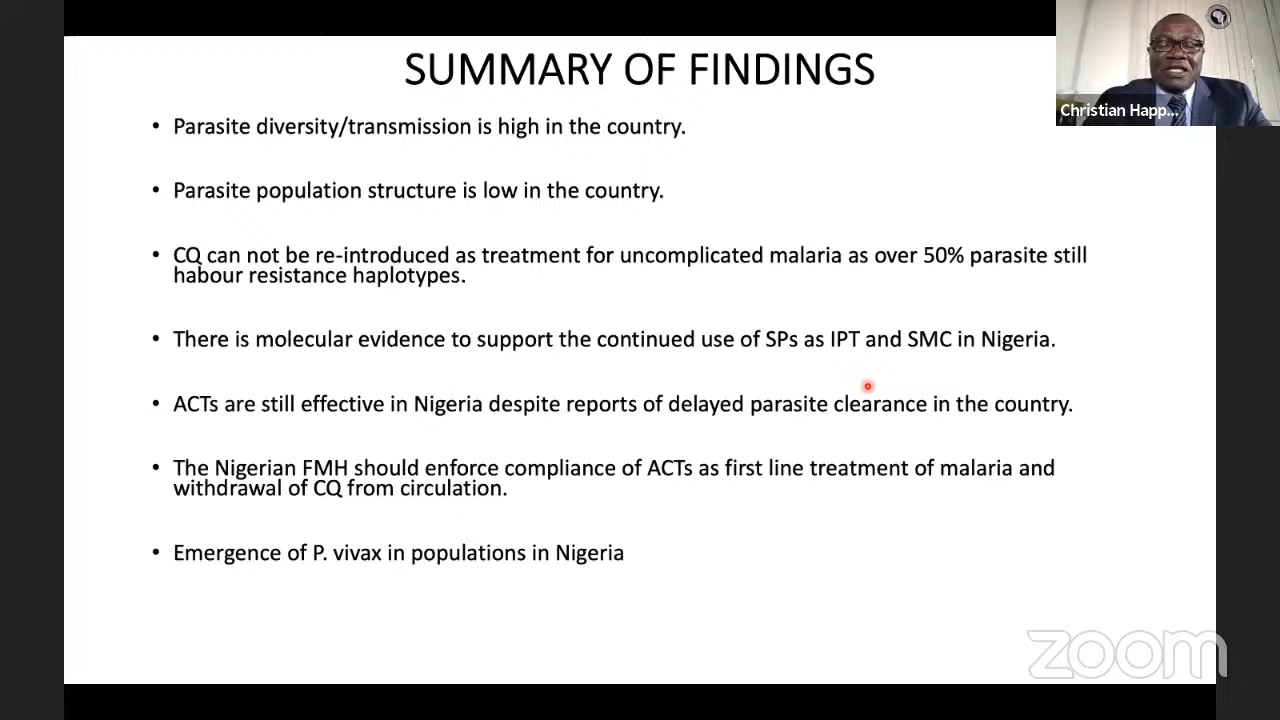 SUMMARY OF FINDINGS
• Parasite diversity/transmission is high in the country.
• Parasite population structure is low in the country.
• CQ can not be re-introduced as treatment for uncomplicated malaria as over 50% parasite still
habour resistance haplotypes.
• There is molecular evidence to support the continued use of SPs as IPT and SMC in Nigeria.
• ACTs are still effective in Nigeria despite reports of delayed parasite clearance in the country.
• The Nigerian FMH should enforce compliance of ACTs as first line treatment of malaria and
withdrawal of CQ from circulation.
• Emergence of P. vivax in populations in Nigeria
Christian Happ...
zoom